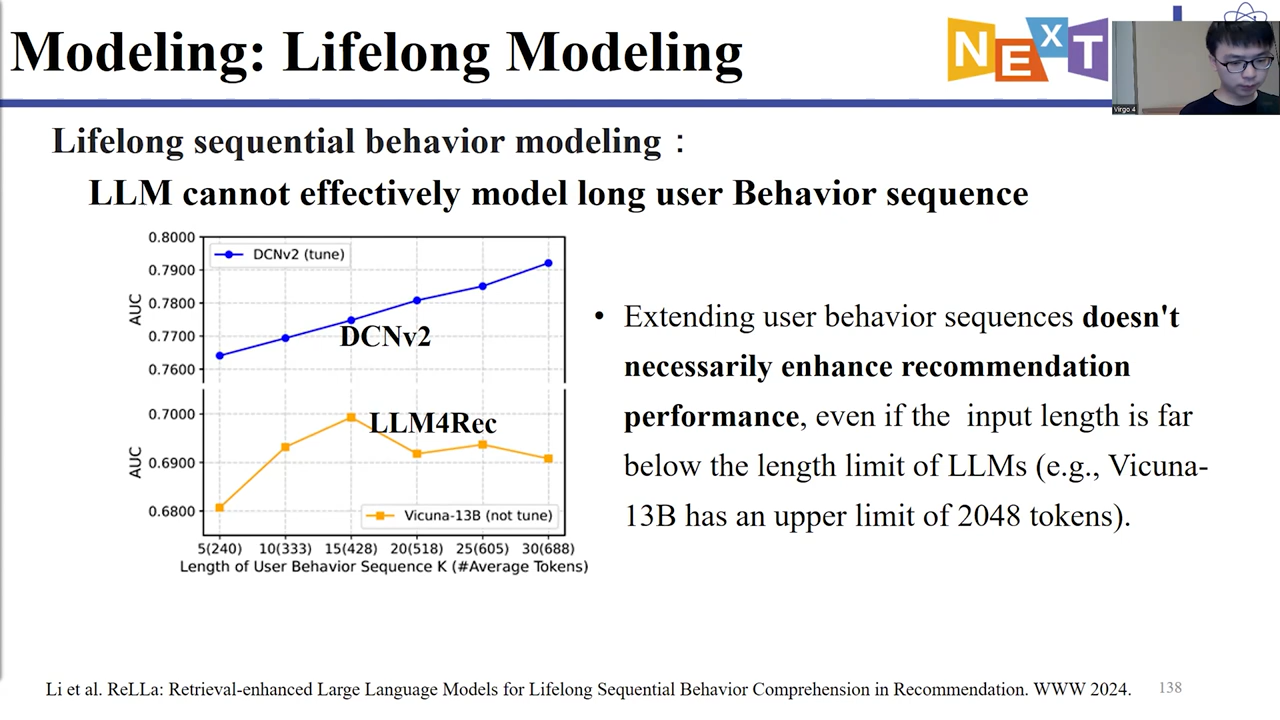 Modeling: Lifelong Modeling
NExT
Virgo 4
Lifelong sequential behavior modeling：
LLM cannot effectively model long user Behavior sequence
0.8000
0.7900
0.7800
0.7700
0.7600
AUC
DCNv2 (tune)
DCNv2
0.7000
0.6900
0.6800
AUC
LLM4Rec
Vicuna-13B (not tune)
5(240) 10(333) 15(428) 20(518) 25(605) 30(688)
Length of User Behavior Sequence K (#Average Tokens)
• Extending user behavior sequences doesn't
necessarily enhance recommendation
performance, even if the input length is far
below the length limit of LLMs (e.g., Vicuna-
13B has an upper limit of 2048 tokens).
Li et al. ReLLa: Retrieval-enhanced Large Language Models for Lifelong Sequential Behavior Comprehension in Recommendation. WWW 2024.
138